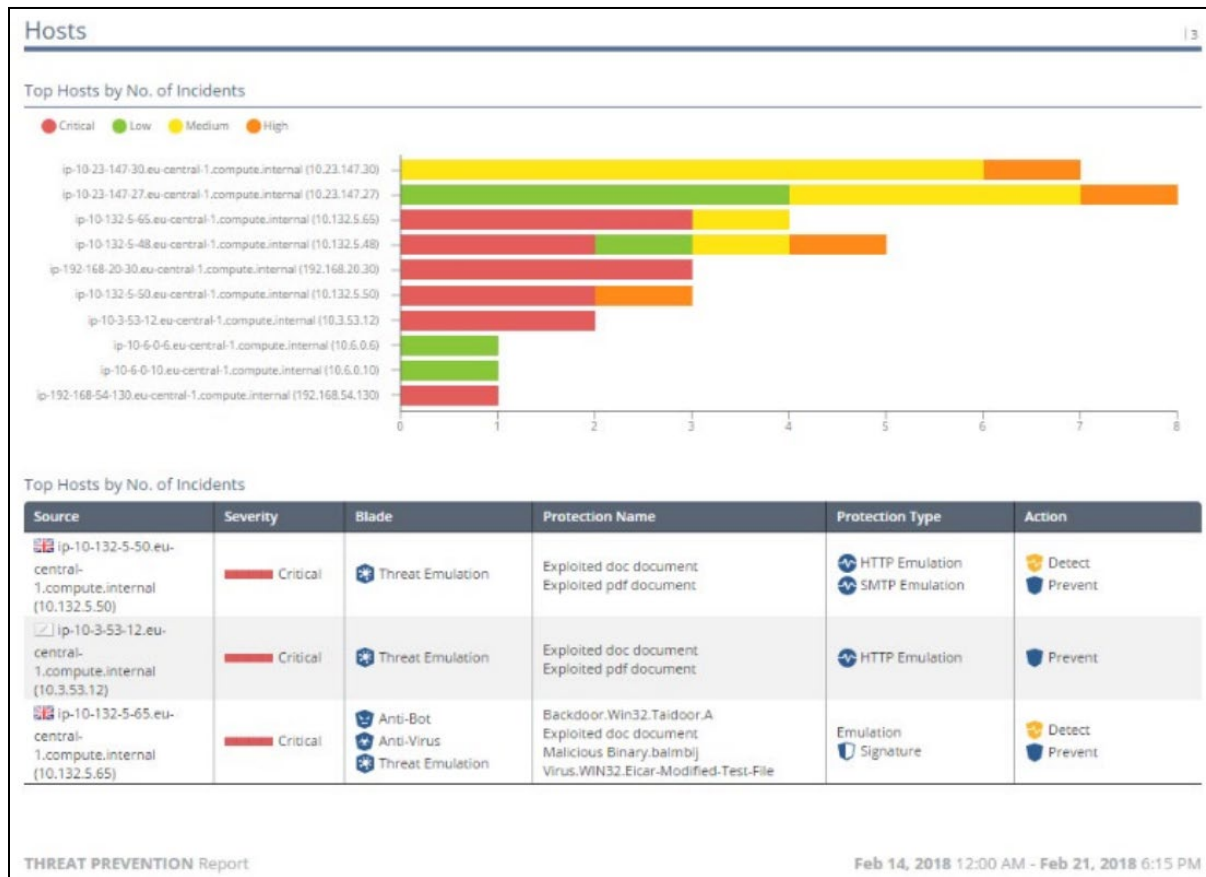 Hosts
| 3
Top Hosts by No. of Incidents
Critical Low Medium High
ip-10-23-147-30.eu-central-1.compute.internal (10.23.147.30)
ip-10-23-147-27.eu-central-1.compute.internal (10.23.147.27)
ip-10-132-5-65.eu-central-1.compute.internal (10.132.5.65)
ip-10-132-5-48.eu-central-1.compute.internal (10.132.5.48)
ip-192-168-20-30.eu-central-1.compute.internal (192.168.20.30)
ip-10-132-5-50.eu-central-1.compute.internal (10.132.5.50)
ip-10-3-53-12.eu-central-1.compute.internal (10.3.53.12)
ip-10-6-0-6.eu-central-1.compute.internal (10.6.0.6)
ip-10-6-0-10.eu-central-1.compute.internal (10.6.0.10)
ip-192-168-54-130.eu-central-1.compute.internal (192.168.54.130)
0 1 2 3 4 5 6 7 8
Top Hosts by No. of Incidents
Source Severity Blade Protection Name Protection Type Action
ip-10-132-5-50.eu-
central-
1.compute.internal
(10.132.5.50)
Critical
Threat Emulation
Exploited doc document
Exploited pdf document
HTTP Emulation
SMTP Emulation
Detect
Prevent
ip-10-3-53-12.eu-
central-
1.compute.internal
(10.3.53.12)
Critical
Threat Emulation
Exploited doc document
Exploited pdf document
HTTP Emulation
Prevent
ip-10-132-5-65.eu-
central-
1.compute.internal
(10.132.5.65)
Critical
Anti-Bot
Anti-Virus
Threat Emulation
Backdoor.Win32.Taidoor.A
Exploited doc document
Malicious Binary.balmbij
Virus.WIN32.Eicar-Modified-Test-File
Emulation
Signature
Detect
Prevent
THREAT PREVENTION Report
Feb 14, 2018 12:00 AM - Feb 21, 2018 6:15 PM